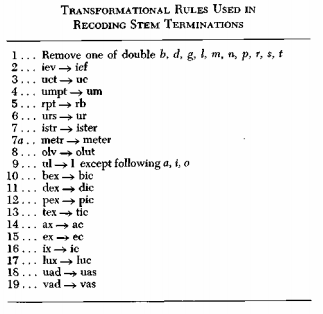 TRANSFORMATIONAL RULES USED IN
RECODING STEM TERMINATIONS
1 . . . Remove one of double b, d, g, l, m, n, p, r, s, t
2 . . . iev → ief
3 . . . uct → uc
4 . . . umpt → um
5 . . . rpt → rb
6 . . . urs → ur
7 . . . istr → ister
7a . . metr → meter
8 . . . olv → olut
9 . . . ul → l except following a, i, o
10 . . . bex → bic
11 . . . dex → dic
12 . . . pex → pic
13 . . . tex → tic
14 . . . ax → ac
15 . . . ex → ec
16 . . . ix → ic
17 . . . lux → luc
18 . . . uad → uas
19 . . . vad → vas